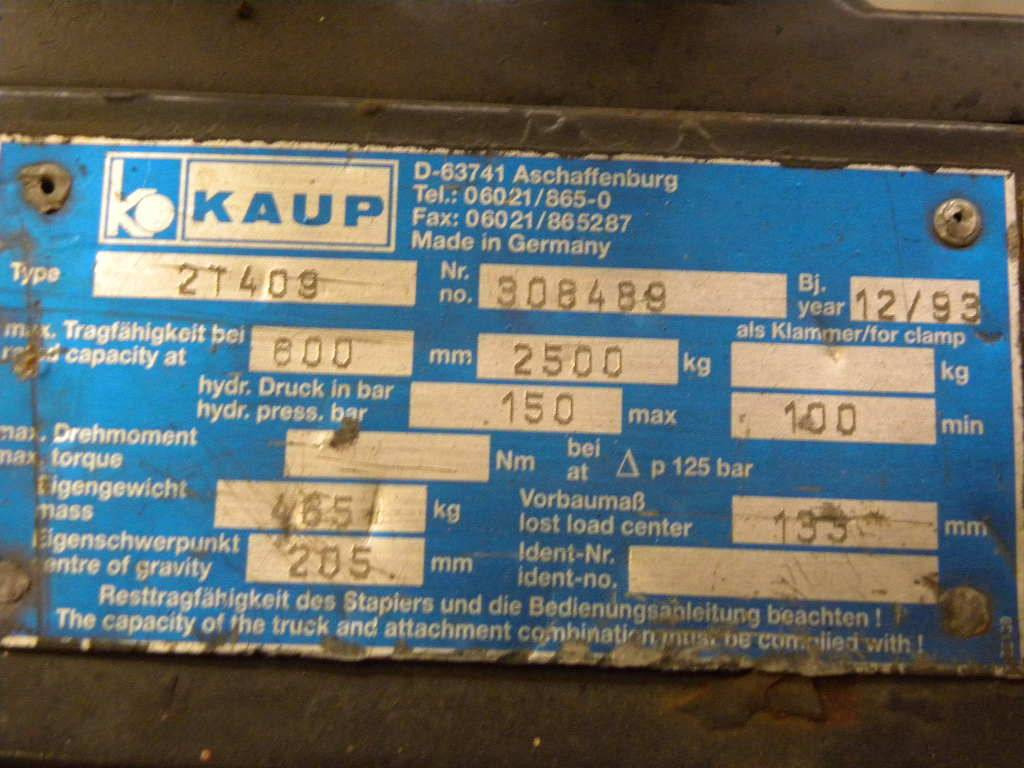 KAUP
D-63741 Aschaffenburg
Tel.: 06021/865-0
Fax: 06021/865287
Made in Germany
Type 2T409 Nr. no. 308489 Bj. year 12/93
max. Tragfähigkeit bei
rated capacity at 600 mm 2500 kg
als Klammer/for clamp kg
hydr. Druck in bar
hydr. press. bar 150 max 100 min
max. Drehmoment
max. torque Nm bei at Δ p 125 bar
Eigengewicht
mass 465 kg
Vorbaumaß
lost load center 135 mm
Eigenschwerpunkt
centre of gravity 205 mm
Ident-Nr.
ident-no.
Resttragfähigkeit des Staplers und die Bedienungsanleitung beachten !
The capacity of the truck and attachment combination must be complied with !